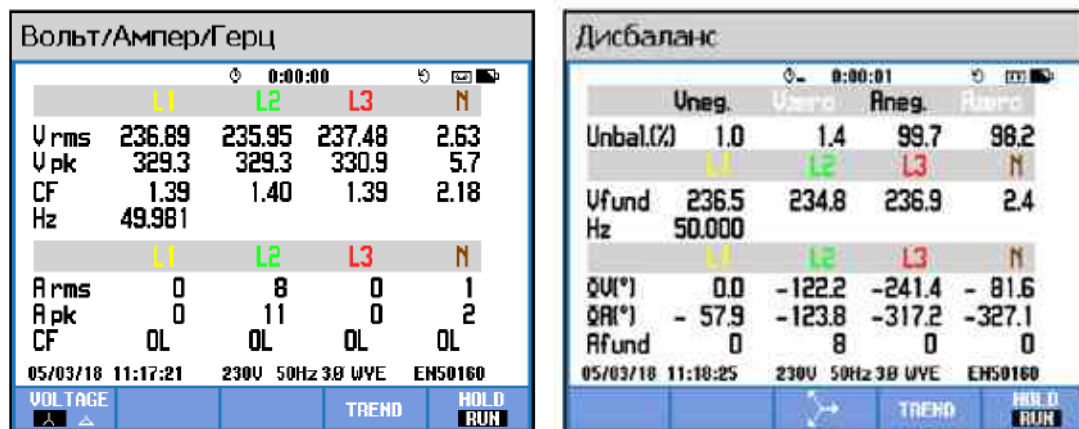 Вольт/Ампер/Герц
0:00:00
L1 L2 L3 N
V rms 236.89 235.95 237.48 2.63
V pk 329.3 329.3 330.9 5.7
CF 1.39 1.40 1.39 2.18
Hz 49.981
L1 L2 L3 N
A rms 0 8 0 1
A pk 0 11 0 2
CF OL OL OL OL
05/03/18 11:17:21 230V 50Hz 3.Ø WYE EN50160
VOLTAGE TREND HOLD
RUN
Дисбаланс
0:00:01
Vneg. Vzero Aneg. Azero
Unbal.(%) 1.0 1.4 99.7 98.2
L1 L2 L3 N
Vfund 236.5 234.8 236.9 2.4
Hz 50.000
L1 L2 L3 N
ØV(°) 0.0 -122.2 -241.4 - 81.6
ØA(°) - 57.9 -123.8 -317.2 -327.1
Afund 0 8 0 0
05/03/18 11:18:25 230V 50Hz 3Ø WYE EN50160
TREND HOLD
RUN